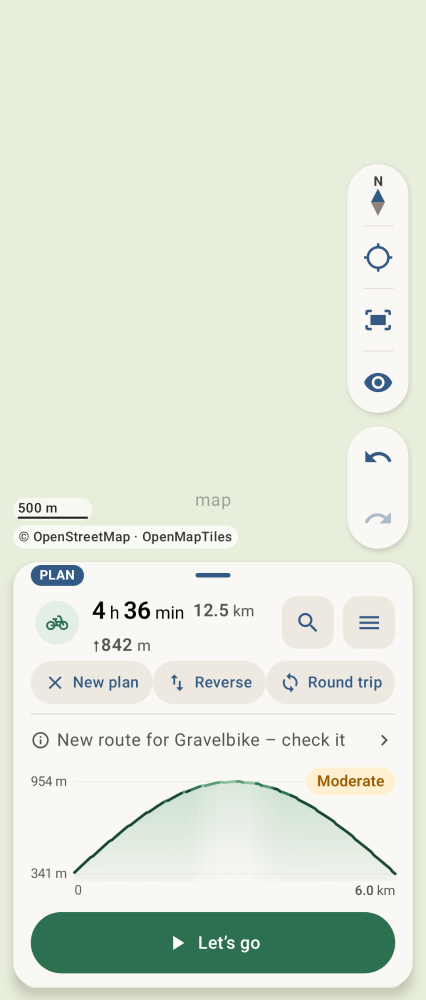 N
map
500 m
© OpenStreetMap · OpenMapTiles
PLAN
4 h 36 min 12.5 km
↑842 m
New plan Reverse Round trip
New route for Gravelbike – check it
954 m Moderate
341 m
0 6.0 km
Let's go